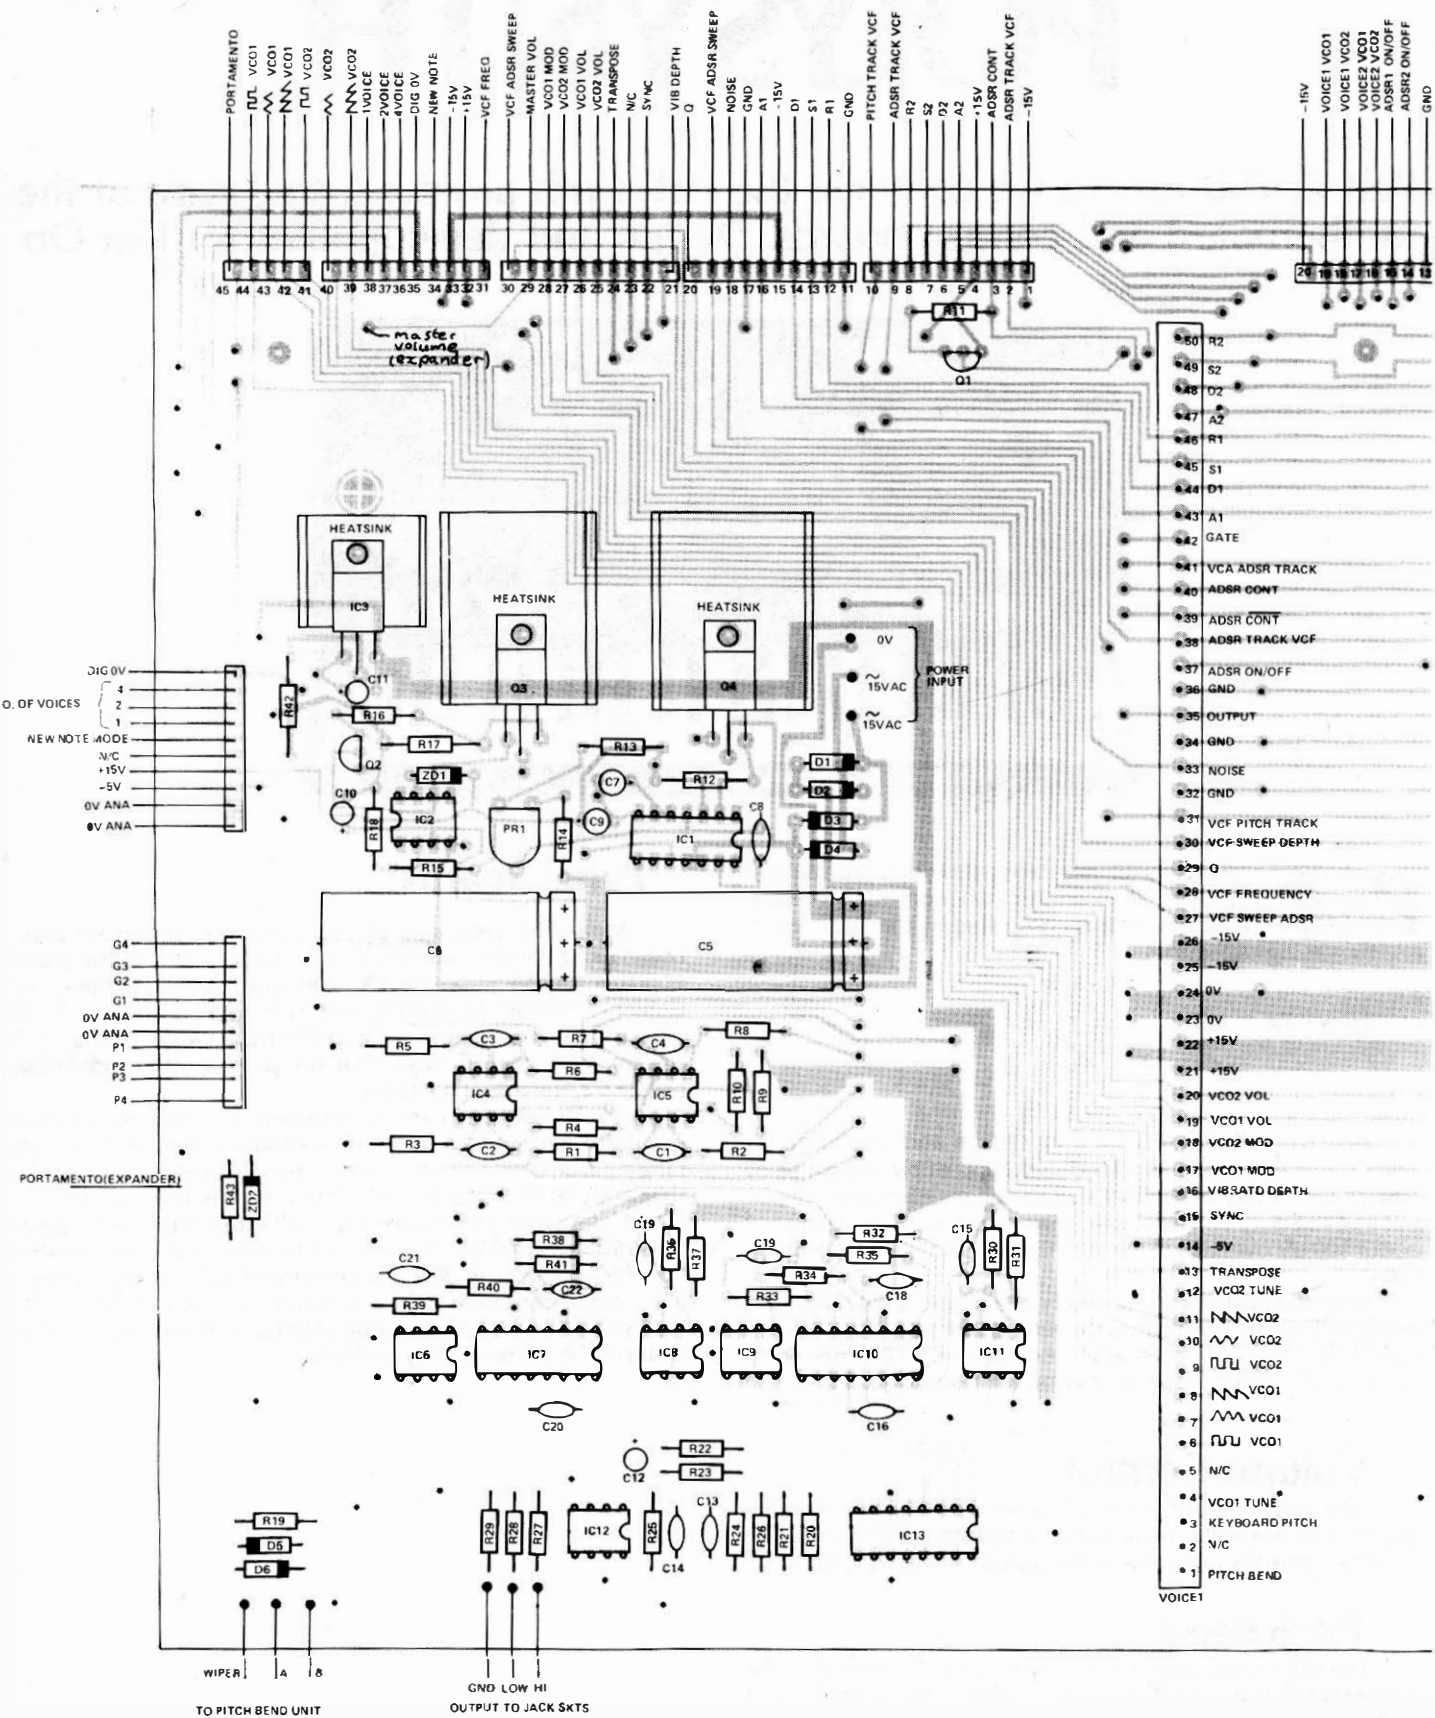 PORTAMENTO
VCO1
VCO1
VCO1
VCO2
VCO2
VCO2
1VOICE
2VOICE
4VOICE
DIG 0V
NEW NOTE
-15V
+15V
VCF FREQ
VCF ADSR SWEEP
MASTER VOL
VCO1 MOD
VCO2 MOD
VCO1 VOL
VCO2 VOL
TRANSPOSE
N/C
SYNC
VIB DEPTH
Q
VCF ADSR SWEEP
NOISE
GND
A1
-15V
D1
S1
R1
GND
PITCH TRACK VCF
ADSR TRACK VCF
R2
S2
D2
A2
+15V
ADSR CONT
ADSR TRACK VCF
-15V
-15V
VOICE1 VCO1
VOICE1 VCO2
VOICE2 VCO1
VOICE2 VCO2
ADSR1 ON/OFF
ADSR2 ON/OFF
GND
45 44 43 42 41 40 39 38 37 36 35 34 33 32 31 30 29 28 27 26 25 24 23 22 21 20 19 18 17 16 15 14 13 12 11 10 9 8 7 6 5 4 3 2 1
20 19 18 17 16 15 14 13
master
volume
(expander)
R11
Q1
50 R2
49 S2
48 D2
47 A2
46 R1
45 S1
44 D1
43 A1
42 GATE
41 VCA ADSR TRACK
40 ADSR CONT
39 ADSR CONT
38 ADSR TRACK VCF
37 ADSR ON/OFF
36 GND
35 OUTPUT
34 GND
33 NOISE
32 GND
31 VCF PITCH TRACK
30 VCF SWEEP DEPTH
29 Q
28 VCF FREQUENCY
27 VCF SWEEP ADSR
26 -15V
25 -15V
24 0V
23 0V
22 +15V
21 +15V
20 VCO2 VOL
19 VCO1 VOL
18 VCO2 MOD
17 VCO1 MOD
16 VIBRATO DEPTH
15 SYNC
14 -5V
13 TRANSPOSE
12 VCO2 TUNE
11 VCO2
10 VCO2
9 VCO2
8 VCO1
7 VCO1
6 VCO1
5 N/C
4 VCO1 TUNE
3 KEYBOARD PITCH
2 N/C
1 PITCH BEND
VOICE1
HEATSINK
IC3
HEATSINK
Q3
HEATSINK
Q4
0V
15VAC
15VAC
POWER
INPUT
DIG 0V
4
O. OF VOICES
2
1
NEW NOTE MODE
N/C
+15V
-5V
0V ANA
0V ANA
R42
C11
R16
R17
Q2
ZD1
C10
R18
IC2
R15
PR1
R14
R13
C7
C9
R12
IC1
C8
D1
D2
D3
D4
C6
+
+
+
C5
+
+
+
G4
G3
G2
G1
0V ANA
0V ANA
P1
P2
P3
P4
R5
C3
R7
C4
R8
R6
IC4
IC5
R10
R9
R4
R3
C2
R1
C1
R2
PORTAMENTO(EXPANDER)
R43
ZD2
C21
R38
R41
R40
C22
R39
C19
R36
R37
C19
R34
R33
R32
R35
C18
C15
R30
R31
IC6
IC7
IC8
IC9
IC10
IC11
C20
C16
C12
R22
R23
R19
D5
D6
R29
R28
R27
IC12
R25
C14
C13
R24
R26
R21
R20
IC13
WIPER A B
TO PITCH BEND UNIT
GND LOW HI
OUTPUT TO JACK SKTS